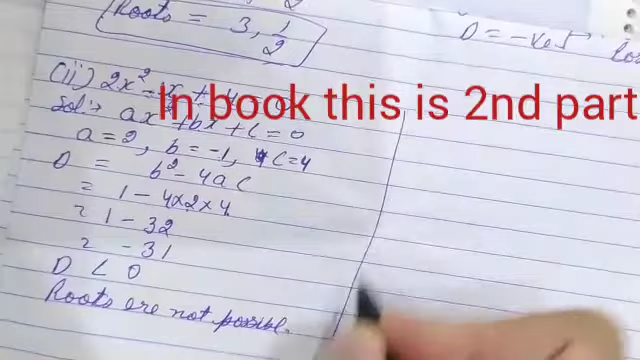 Roots = 3, 1/2
D = -ve
(ii) 2x² - x + 4 = 0
In book this is 2nd part
Sol:- ax² + bx + c = 0
a = 2, b = -1, c = 4
D = b² - 4ac
= 1 - 4×2×4
= 1 - 32
= -31
D < 0
Roots are not possible.